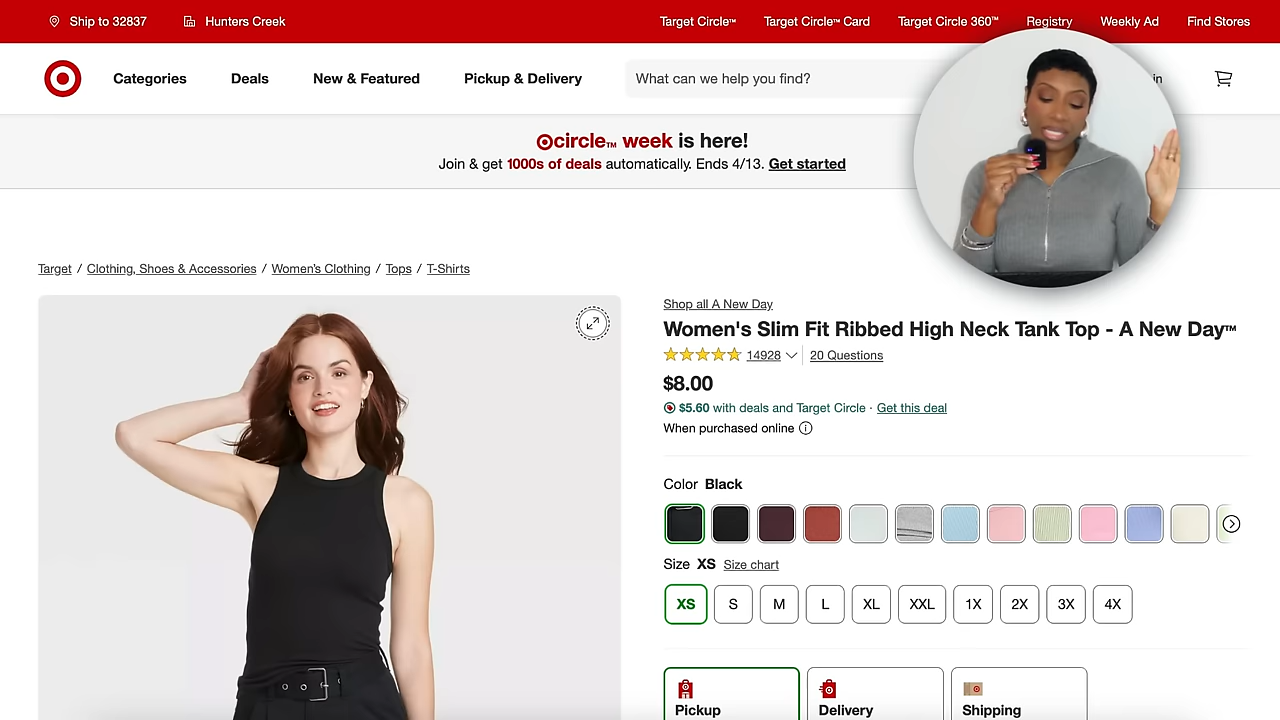 Ship to 32837
Hunters Creek
Target Circle™
Target Circle™ Card
Target Circle 360™
Registry
Weekly Ad
Find Stores
Categories
Deals
New & Featured
Pickup & Delivery
What can we help you find?
in
circle™ week is here!
Join & get 1000s of deals automatically. Ends 4/13. Get started
Target / Clothing, Shoes & Accessories / Women's Clothing / Tops / T-Shirts
Shop all A New Day
Women's Slim Fit Ribbed High Neck Tank Top - A New Day™
14928
20 Questions
$8.00
$5.60 with deals and Target Circle · Get this deal
When purchased online
Color Black
Size XS Size chart
XS S M L XL XXL 1X 2X 3X 4X
Pickup
Delivery
Shipping